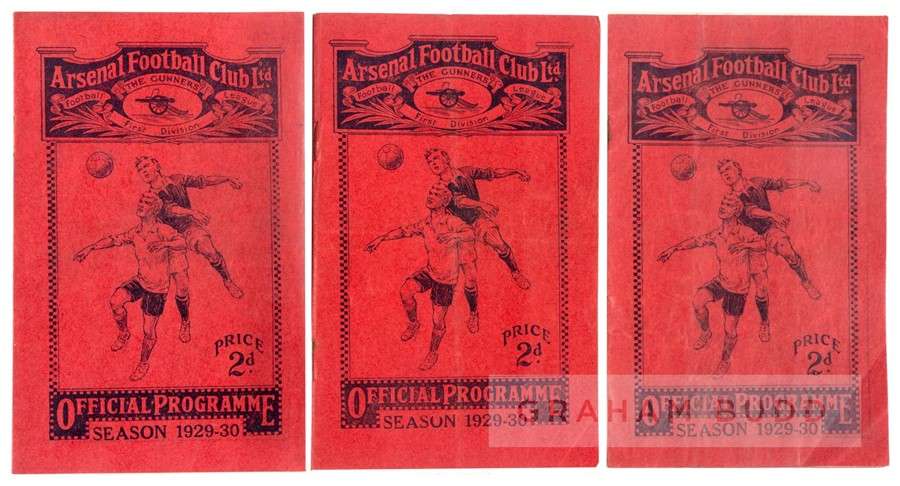 Arsenal Football Club Ltd
THE GUNNERS
Football League
First Division
PRICE
2d.
OFFICIAL PROGRAMME
SEASON 1929-30
Arsenal Football Club Ltd
THE GUNNERS
Football League
First Division
PRICE
2d.
OFFICIAL PROGRAMME
SEASON 1929-30
Arsenal Football Club Ltd
THE GUNNERS
Football League
First Division
PRICE
2d.
OFFICIAL PROGRAMME
SEASON 1929-30
GRAHAM BUDD